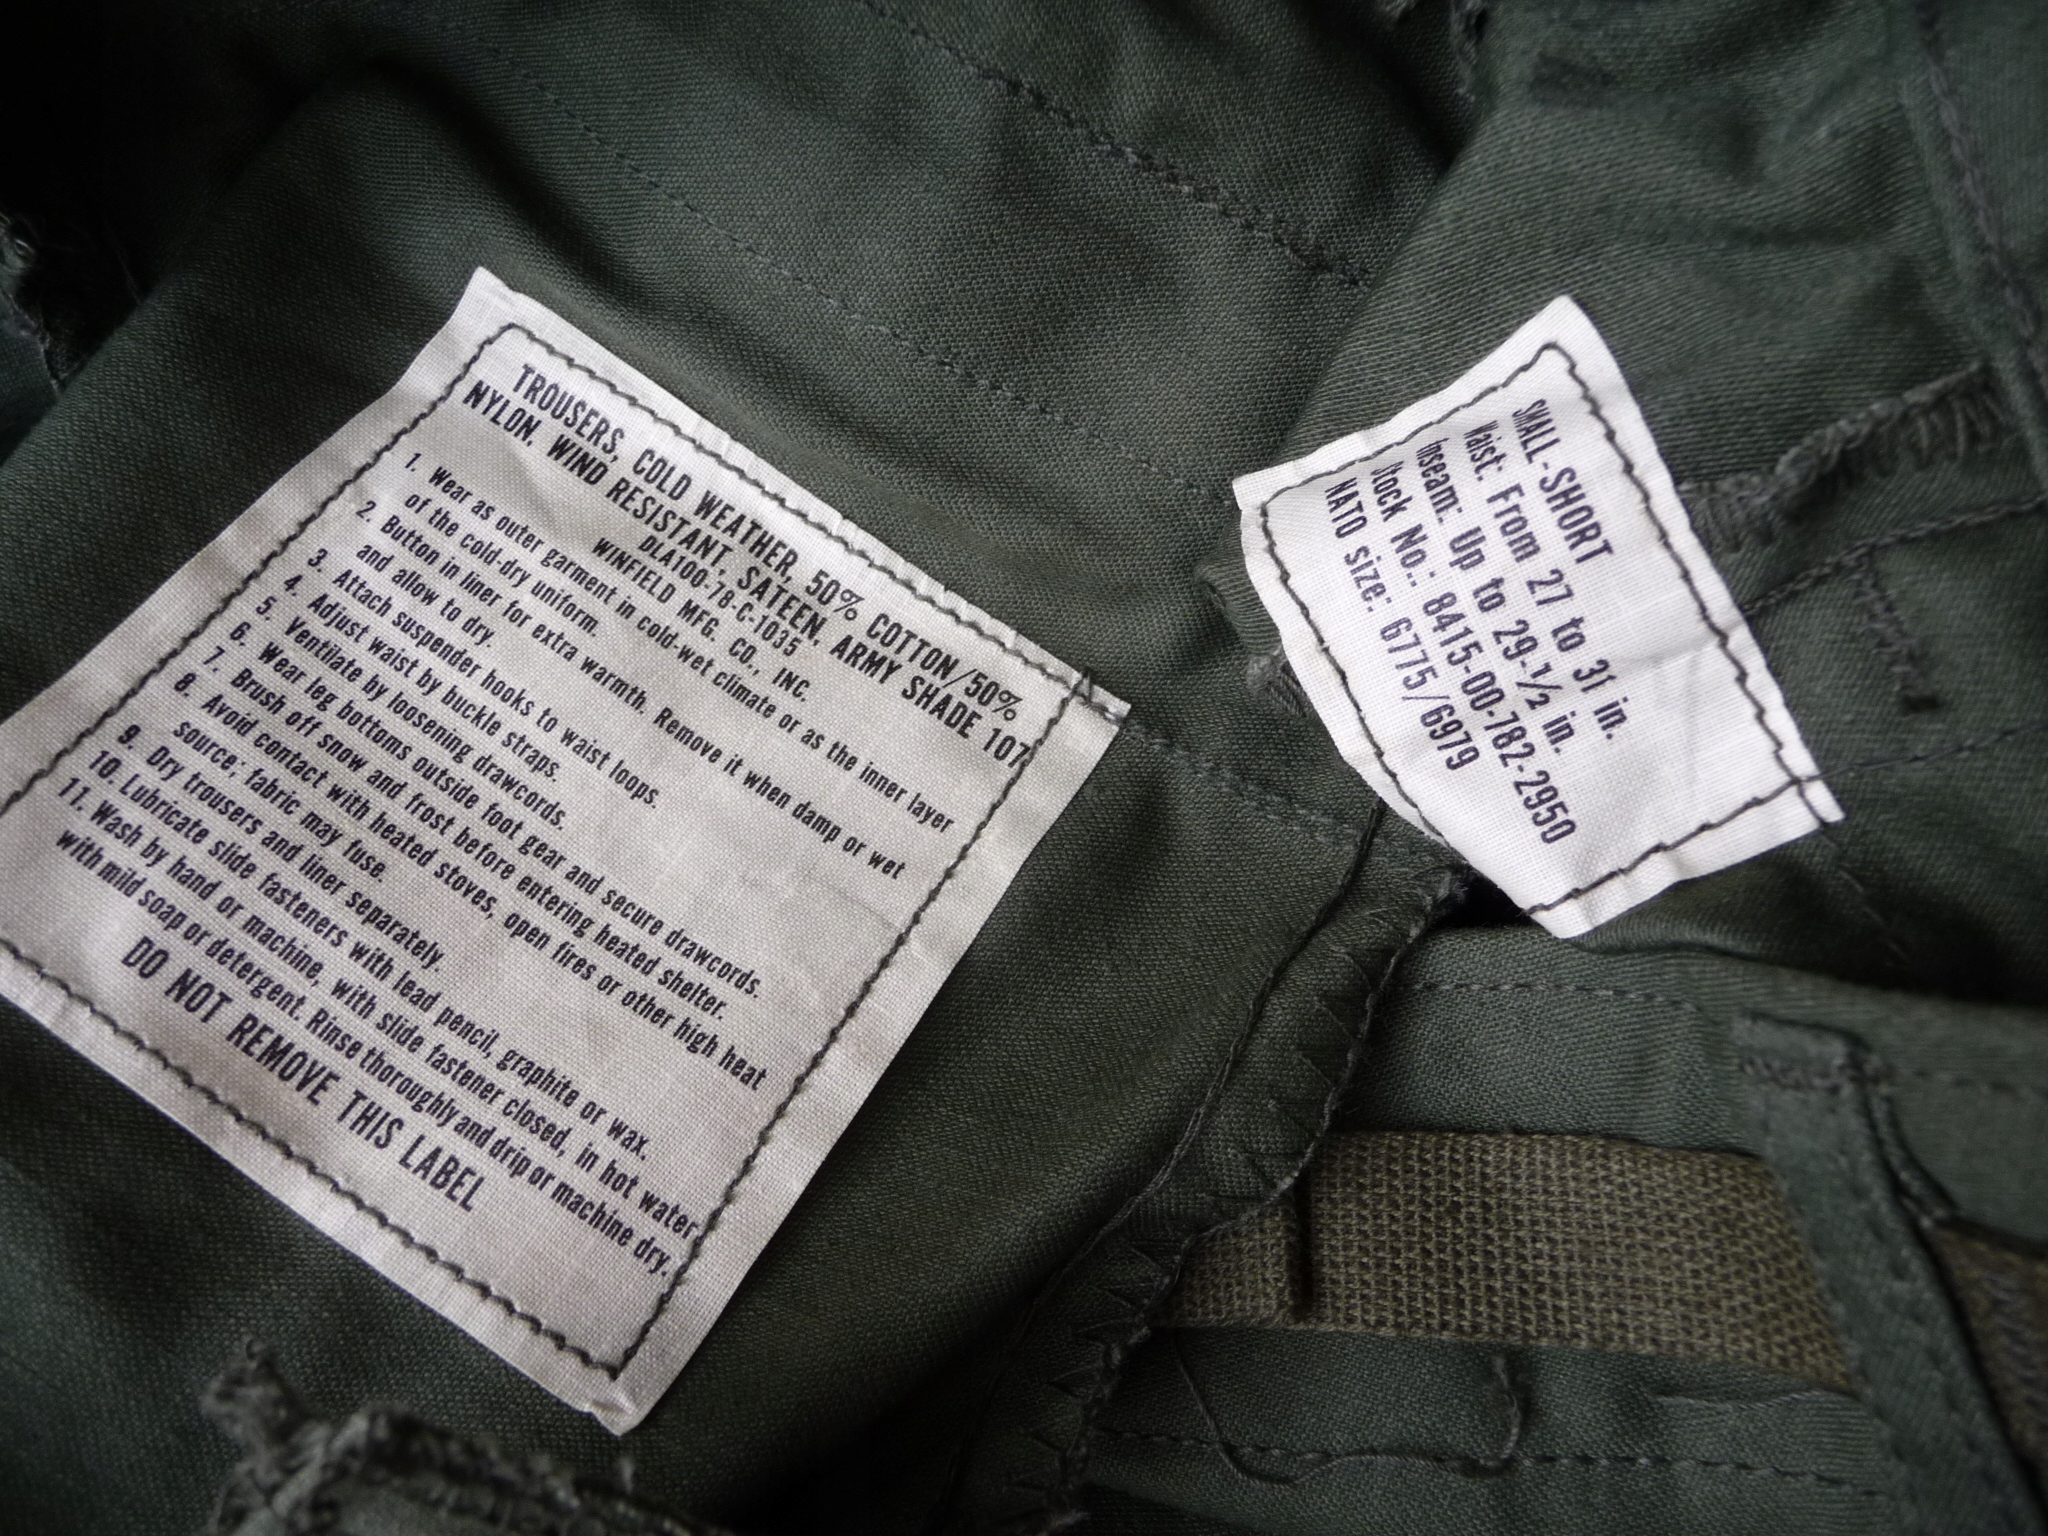 TROUSERS, COLD WEATHER, 50% COTTON/50%
NYLON, WIND RESISTANT, SATEEN, ARMY SHADE 107
DLA100-78-C-1035
WINFIELD MFG. CO., INC.
1. Wear as outer garment in cold-wet climate or as the inner layer
of the cold-dry uniform.
2. Button in liner for extra warmth. Remove it when damp or wet
and allow to dry.
3. Attach suspender hooks to waist loops.
4. Adjust waist by buckle straps.
5. Ventilate by loosening drawcords.
6. Wear leg bottoms outside foot gear and secure drawcords.
7. Brush off snow and frost before entering heated shelter.
8. Avoid contact with heated stoves, open fires or other high heat
source; fabric may fuse.
9. Dry trousers and liner separately.
10. Lubricate slide fasteners with lead pencil, graphite or wax.
11. Wash by hand or machine, with slide fastener closed, in hot water
with mild soap or detergent. Rinse thoroughly and drip or machine dry.
DO NOT REMOVE THIS LABEL
SMALL-SHORT
Waist: From 27 to 31 in.
Inseam: Up to 29-1/2 in.
Stock No.: 8415-00-782-2950
NATO size: 6775/6979